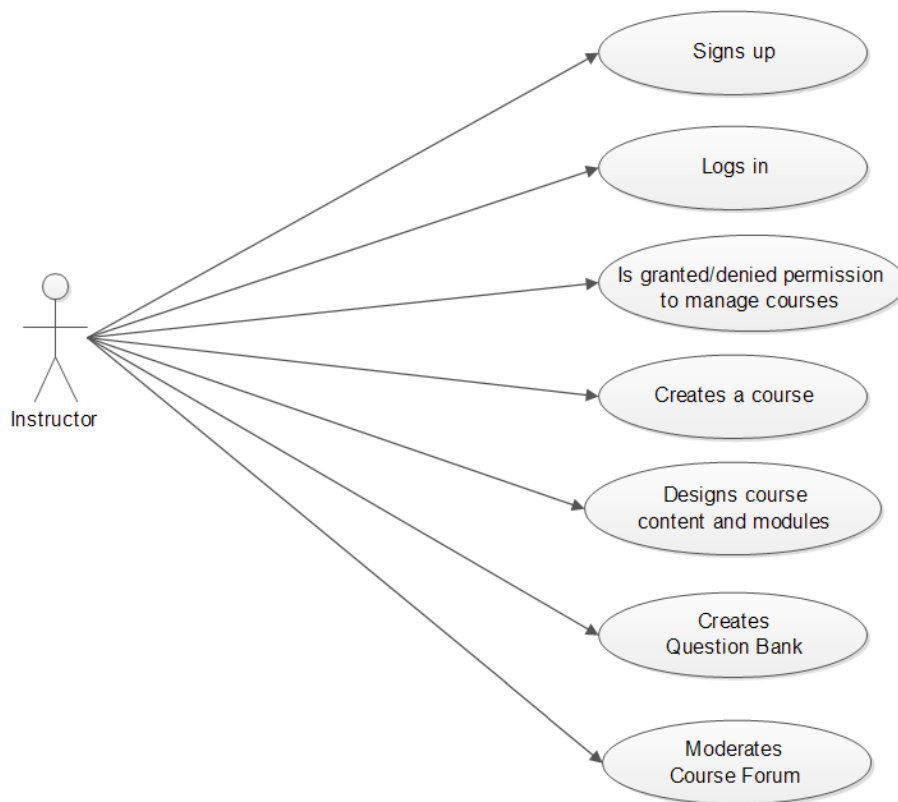 Signs up
Logs in
Is granted/denied permission
to manage courses
Instructor
Creates a course
Designs course
content and modules
Creates
Question Bank
Moderates
Course Forum